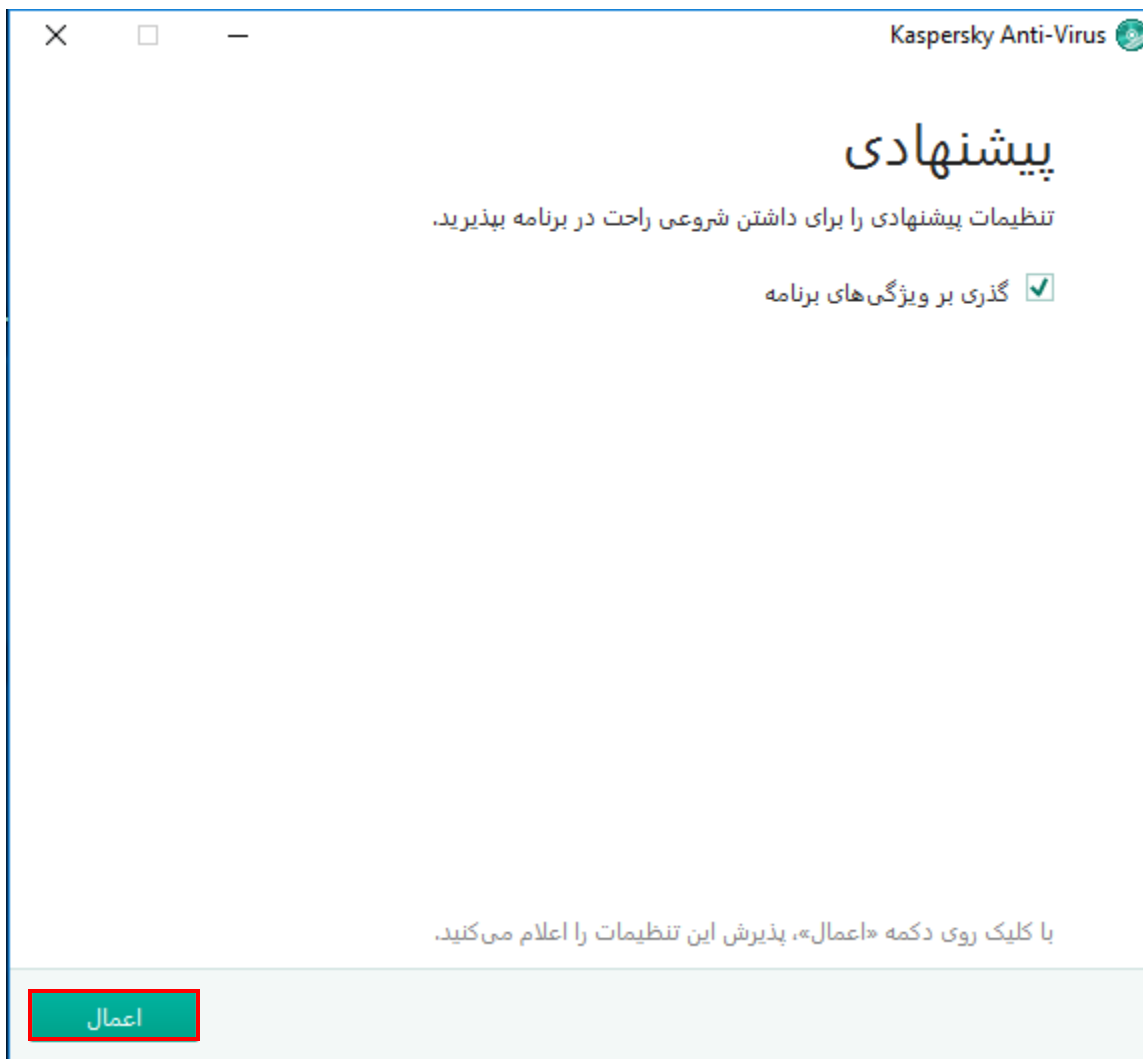 Kaspersky Anti-Virus
پیشنهادی
تنظیمات پیشنهادی را برای داشتن شروعی راحت در برنامه بپذیرید.
گذری بر ویژگی‌های برنامه
با کلیک روی دکمه «اعمال»، پذیرش این تنظیمات را اعلام می‌کنید.
اعمال